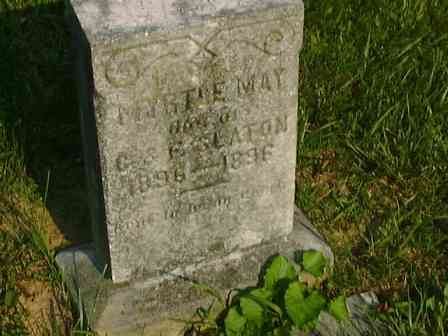 MYRTLE MAY
DAU OF
C & E SLATON
1896 - 1896